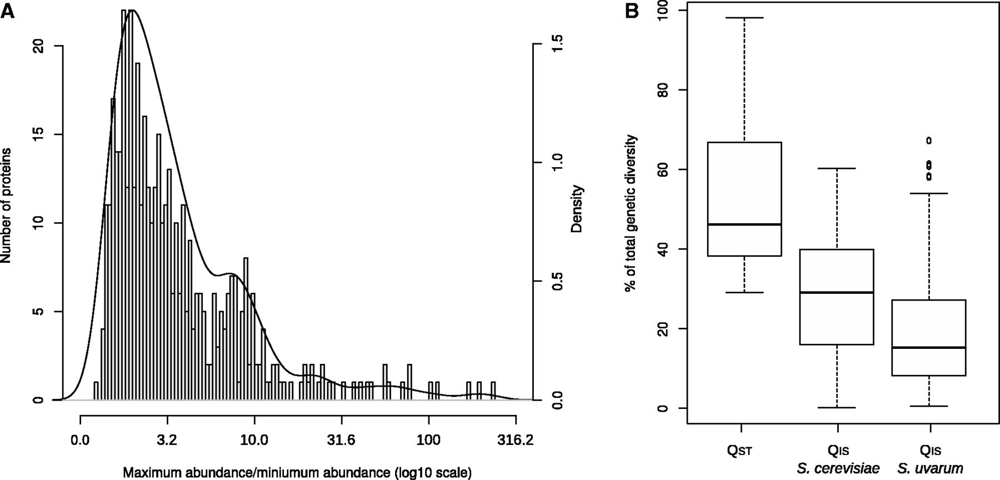 A
Number of proteins
20
15
10
5
0
1.5
1.0
0.5
0.0
Density
0.0 3.2 10.0 31.6 100 316.2
Maximum abundance/miniumum abundance (log10 scale)
B
% of total genetic diversity
100
80
60
40
20
0
QST QIS QIS
S. cerevisiae S. uvarum